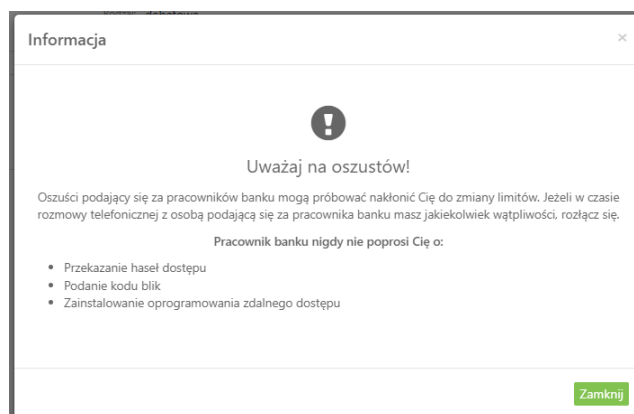 Rodzaj debetowa
Informacja
×
Uważaj na oszustów!
Oszuści podający się za pracowników banku mogą próbować nakłonić Cię do zmiany limitów. Jeżeli w czasie
rozmowy telefonicznej z osobą podającą się za pracownika banku masz jakiekolwiek wątpliwości, rozłącz się.
Pracownik banku nigdy nie poprosi Cię o:
• Przekazanie haseł dostępu
• Podanie kodu blik
• Zainstalowanie oprogramowania zdalnego dostępu
Zamknij